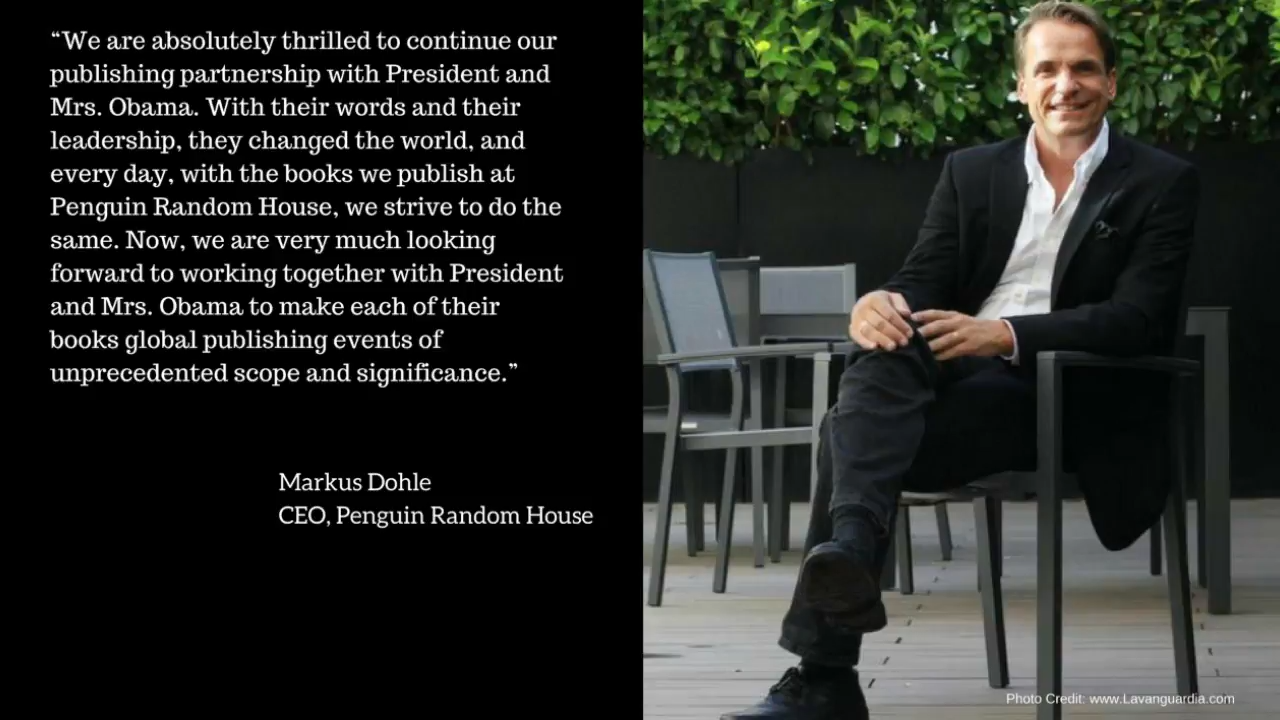 “We are absolutely thrilled to continue our
publishing partnership with President and
Mrs. Obama. With their words and their
leadership, they changed the world, and
every day, with the books we publish at
Penguin Random House, we strive to do the
same. Now, we are very much looking
forward to working together with President
and Mrs. Obama to make each of their
books global publishing events of
unprecedented scope and significance.”
Markus Dohle
CEO, Penguin Random House
Photo Credit: www.Lavanguardia.com